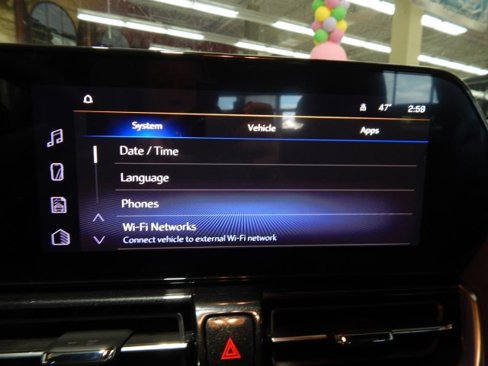 47° 2:59
System Vehicle Apps
Date / Time
Language
Phones
Wi-Fi Networks
Connect vehicle to external Wi-Fi network